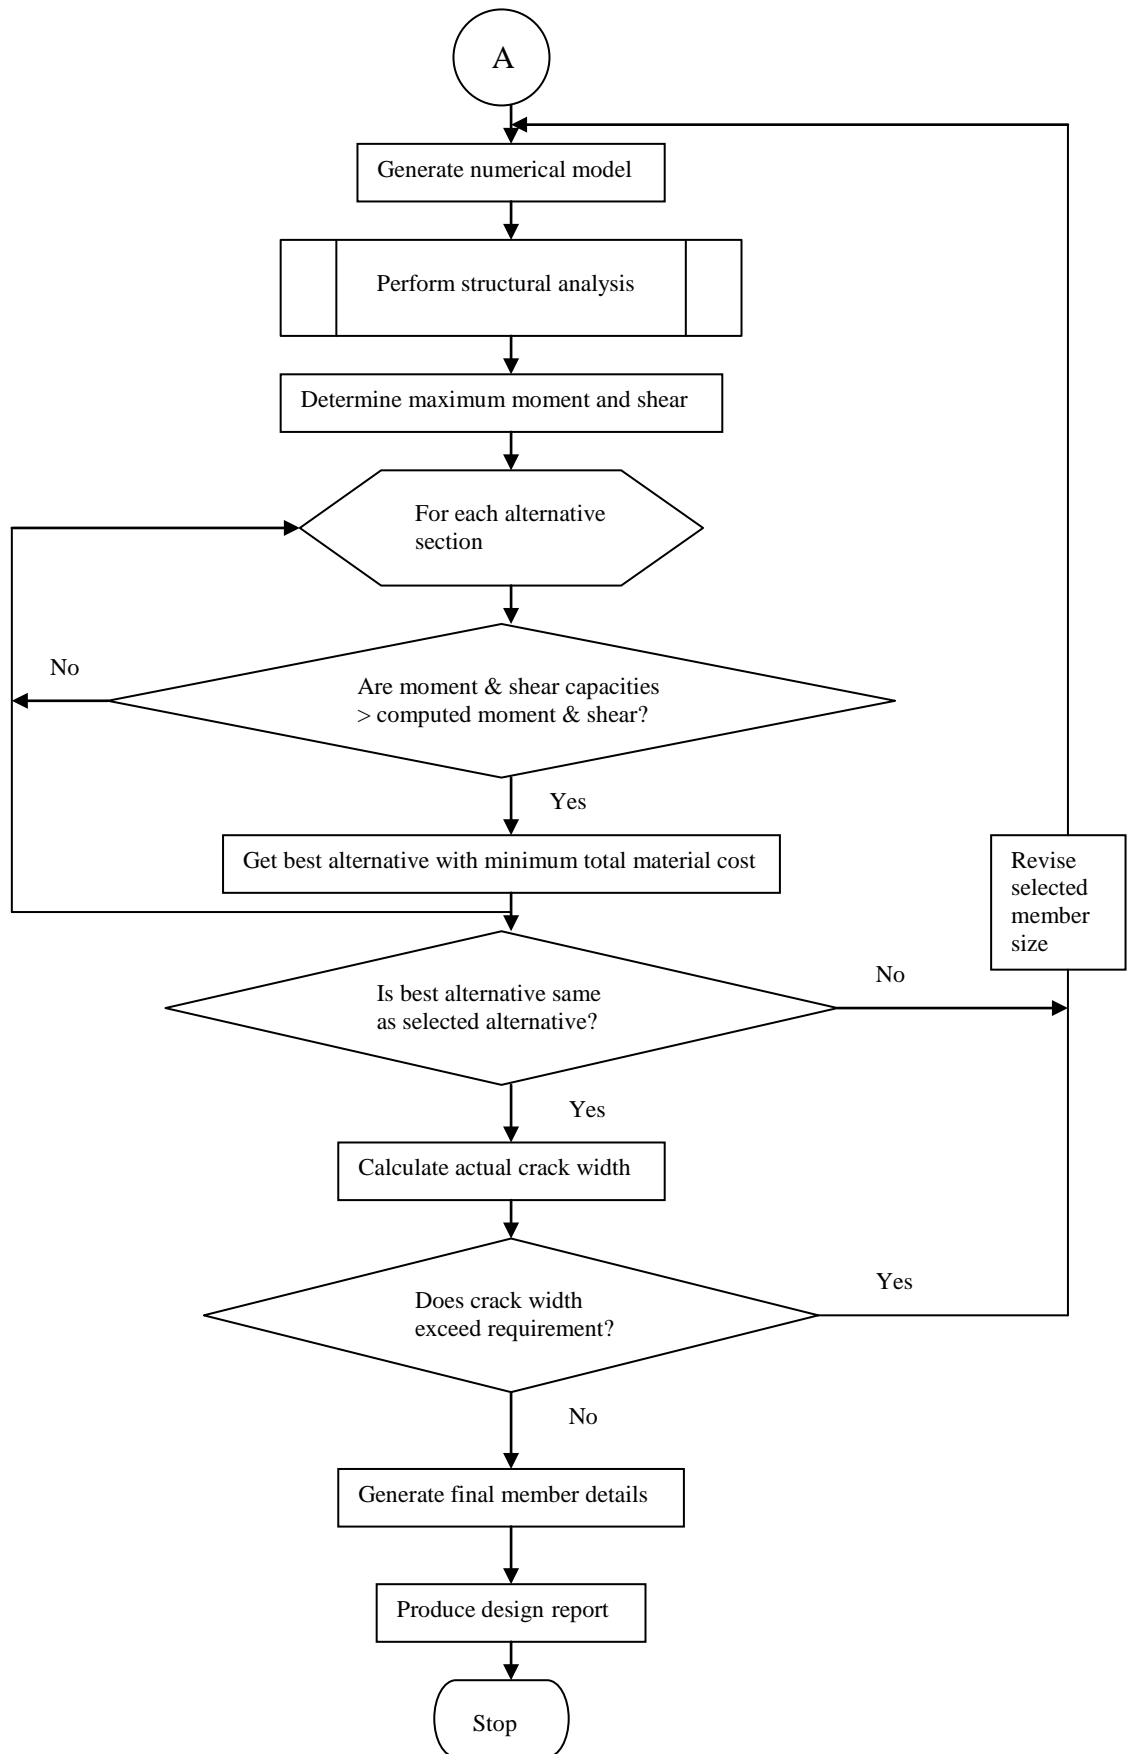 A
Generate numerical model
Perform structural analysis
Determine maximum moment and shear
For each alternative
section
No
Are moment & shear capacities
> computed moment & shear?
Yes
Get best alternative with minimum total material cost
Revise
selected
member
size
No
Is best alternative same
as selected alternative?
Yes
Calculate actual crack width
Yes
Does crack width
exceed requirement?
No
Generate final member details
Produce design report
Stop